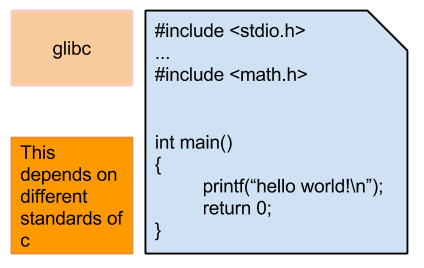 glibc
This
depends on
different
standards of
c
#include <stdio.h>
...
#include <math.h>
int main()
{
printf(“hello world!\n”);
return 0;
}